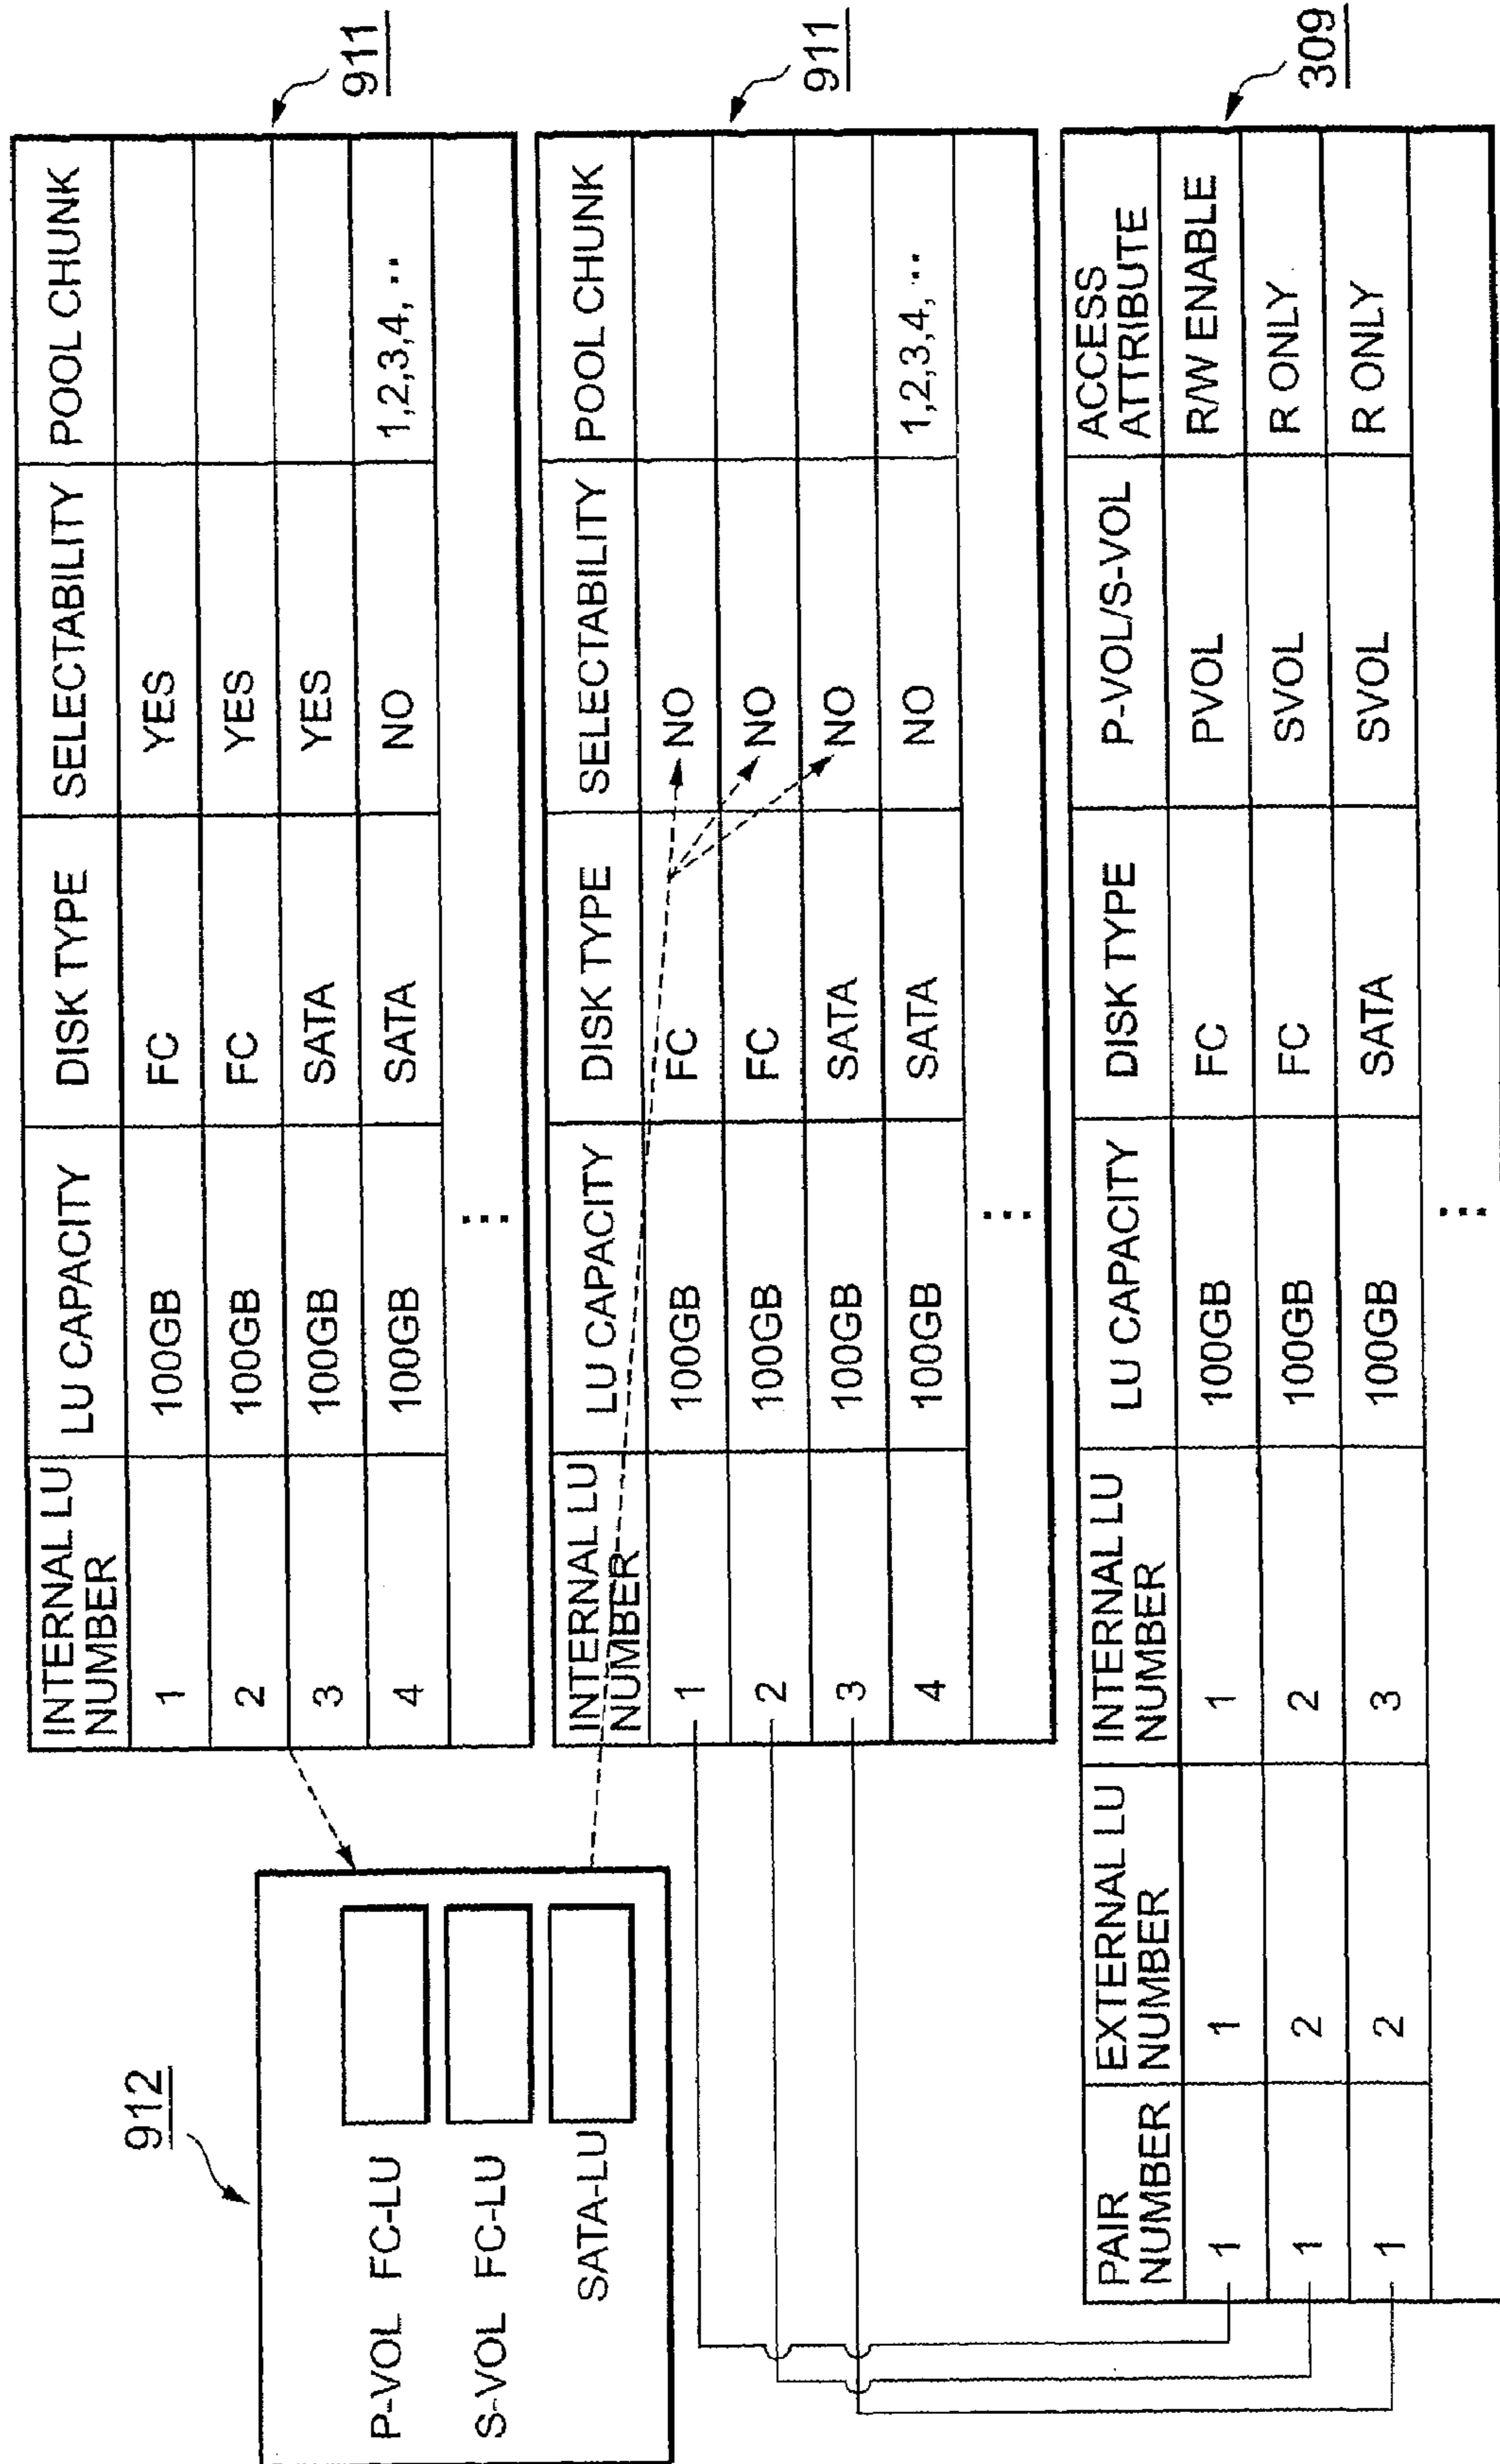 911
INTERNAL LU NUMBER LU CAPACITY DISK TYPE SELECTABILITY POOL CHUNK
1 100GB FC YES
2 100GB FC YES
3 100GB SATA YES
4 100GB SATA NO 1,2,3,4, ..
...
912
P-VOL FC-LU
S-VOL FC-LU
SATA-LU
911
INTERNAL LU NUMBER LU CAPACITY DISK TYPE SELECTABILITY POOL CHUNK
1 100GB FC NO
2 100GB FC NO
3 100GB SATA NO
4 100GB SATA NO 1,2,3,4, ..
...
309
PAIR NUMBER EXTERNAL LU NUMBER INTERNAL LU NUMBER LU CAPACITY DISK TYPE P-VOL/S-VOL ACCESS ATTRIBUTE
1 1 1 100GB FC PVOL R/W ENABLE
1 2 2 100GB FC SVOL R ONLY
1 2 3 100GB SATA SVOL R ONLY
...